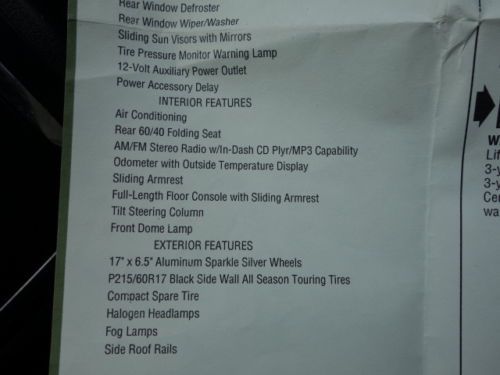 Rear Window Defroster
Rear Window Wiper/Washer
Sliding Sun Visors with Mirrors
Tire Pressure Monitor Warning Lamp
12-Volt Auxiliary Power Outlet
Power Accessory Delay
INTERIOR FEATURES
Air Conditioning
Rear 60/40 Folding Seat
AM/FM Stereo Radio w/In-Dash CD Plyr/MP3 Capability
Odometer with Outside Temperature Display
Sliding Armrest
Full-Length Floor Console with Sliding Armrest
Tilt Steering Column
Front Dome Lamp
EXTERIOR FEATURES
17" x 6.5" Aluminum Sparkle Silver Wheels
P215/60R17 Black Side Wall All Season Touring Tires
Compact Spare Tire
Halogen Headlamps
Fog Lamps
Side Roof Rails
3-y
3-y